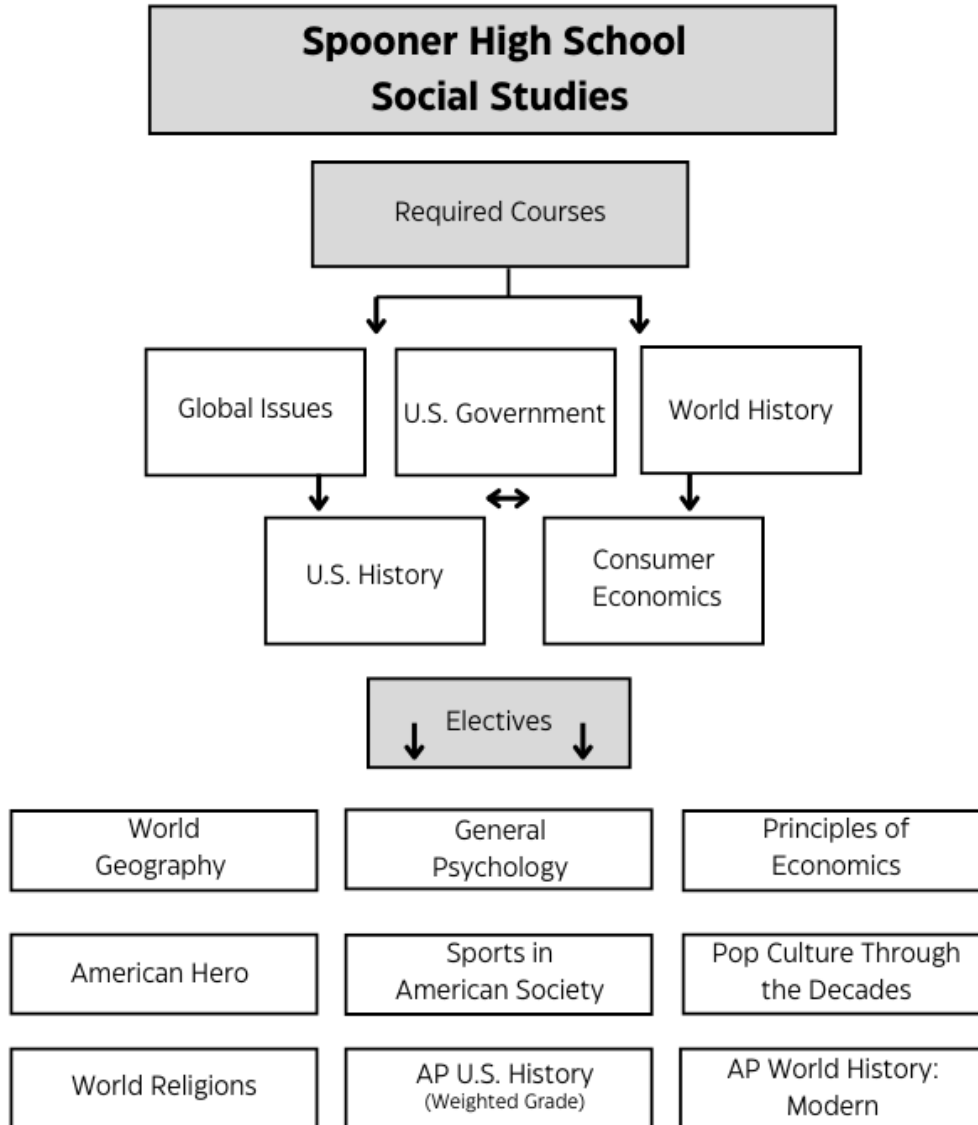 Spooner High School
Social Studies
Required Courses
Global Issues
U.S. Government
World History
U.S. History
Consumer
Economics
Electives
World
Geography
General
Psychology
Principles of
Economics
American Hero
Sports in
American Society
Pop Culture Through
the Decades
World Religions
AP U.S. History
(Weighted Grade)
AP World History:
Modern